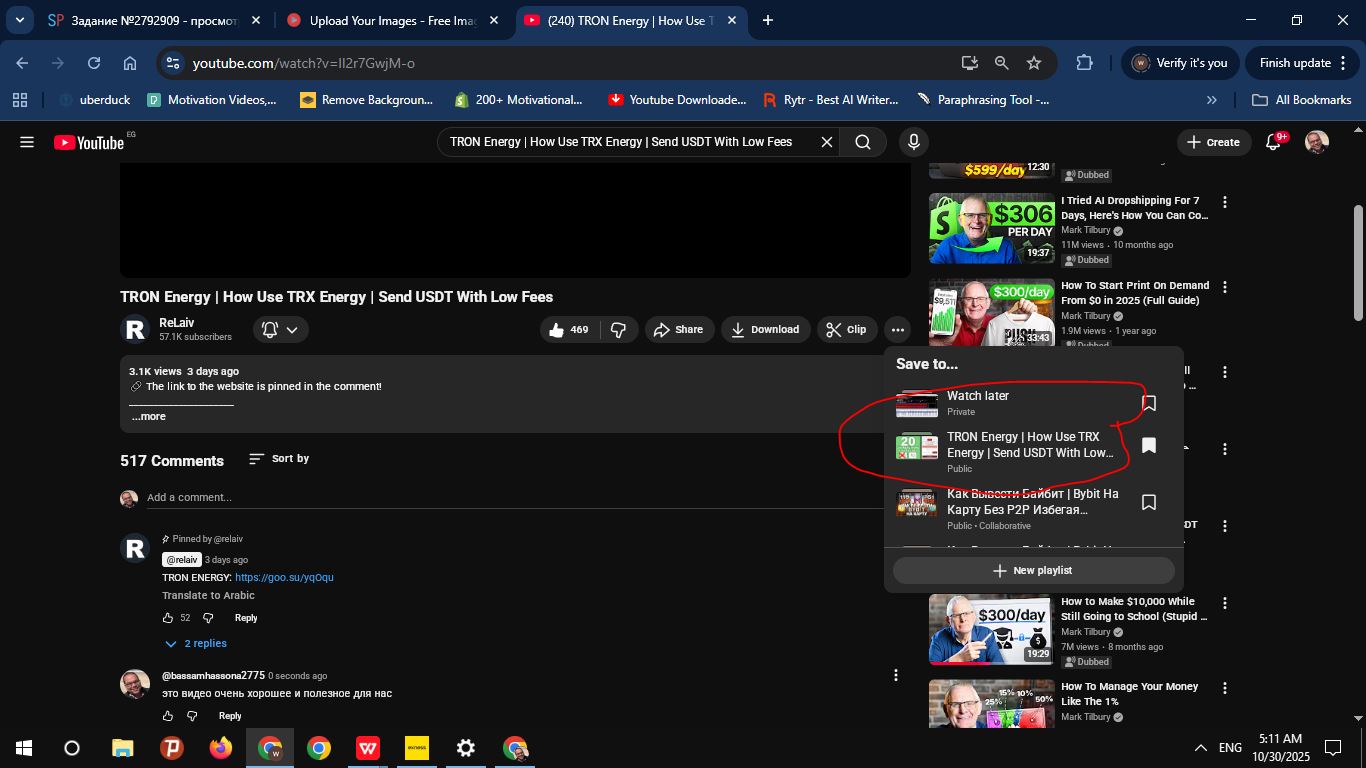 Задание №2792909 - просмот
Upload Your Images - Free Ima
(240) TRON Energy | How Use T
youtube.com/watch?v=Il2r7GwjM-o
Verify it's you
Finish update
uberduck
Motivation Videos,...
Remove Backgroun...
200+ Motivational...
Youtube Downloade...
Rytr - Best AI Writer...
Paraphrasing Tool -...
All Bookmarks
YouTube EG
TRON Energy | How Use TRX Energy | Send USDT With Low Fees
Create
9+
$599/day
12:30
Dubbed
$306
PER DAY
19:37
I Tried AI Dropshipping For 7
Days, Here's How You Can Co...
Mark Tilbury
11M views • 10 months ago
Dubbed
$300/day
$9,511
33:43
How To Start Print On Demand
From $0 in 2025 (Full Guide)
Mark Tilbury
1.9M views • 1 year ago
Dubbed
TRON Energy | How Use TRX Energy | Send USDT With Low Fees
R
ReLaiv
57.1K subscribers
469
Share
Download
Clip
3.1K views 3 days ago
The link to the website is pinned in the comment!
...more
517 Comments
Sort by
Add a comment...
R
Pinned by @relaiv
@relaiv 3 days ago
TRON ENERGY: https://goo.su/yqOqu
Translate to Arabic
52
Reply
2 replies
@bassamhassona2775 0 seconds ago
это видео очень хорошее и полезное для нас
Reply
Save to...
Watch later
Private
20
TRON Energy | How Use TRX
Energy | Send USDT With Low...
Public
Как Вывести Байбит | Bybit На
Карту Без P2P Избегая...
Public • Collaborative
New playlist
$300/day
19:29
How to Make $10,000 While
Still Going to School (Stupid ...
Mark Tilbury
7M views • 8 months ago
Dubbed
25%
15%
10%
50%
How To Manage Your Money
Like The 1%
Mark Tilbury
W
exness
ENG
5:11 AM
10/30/2025